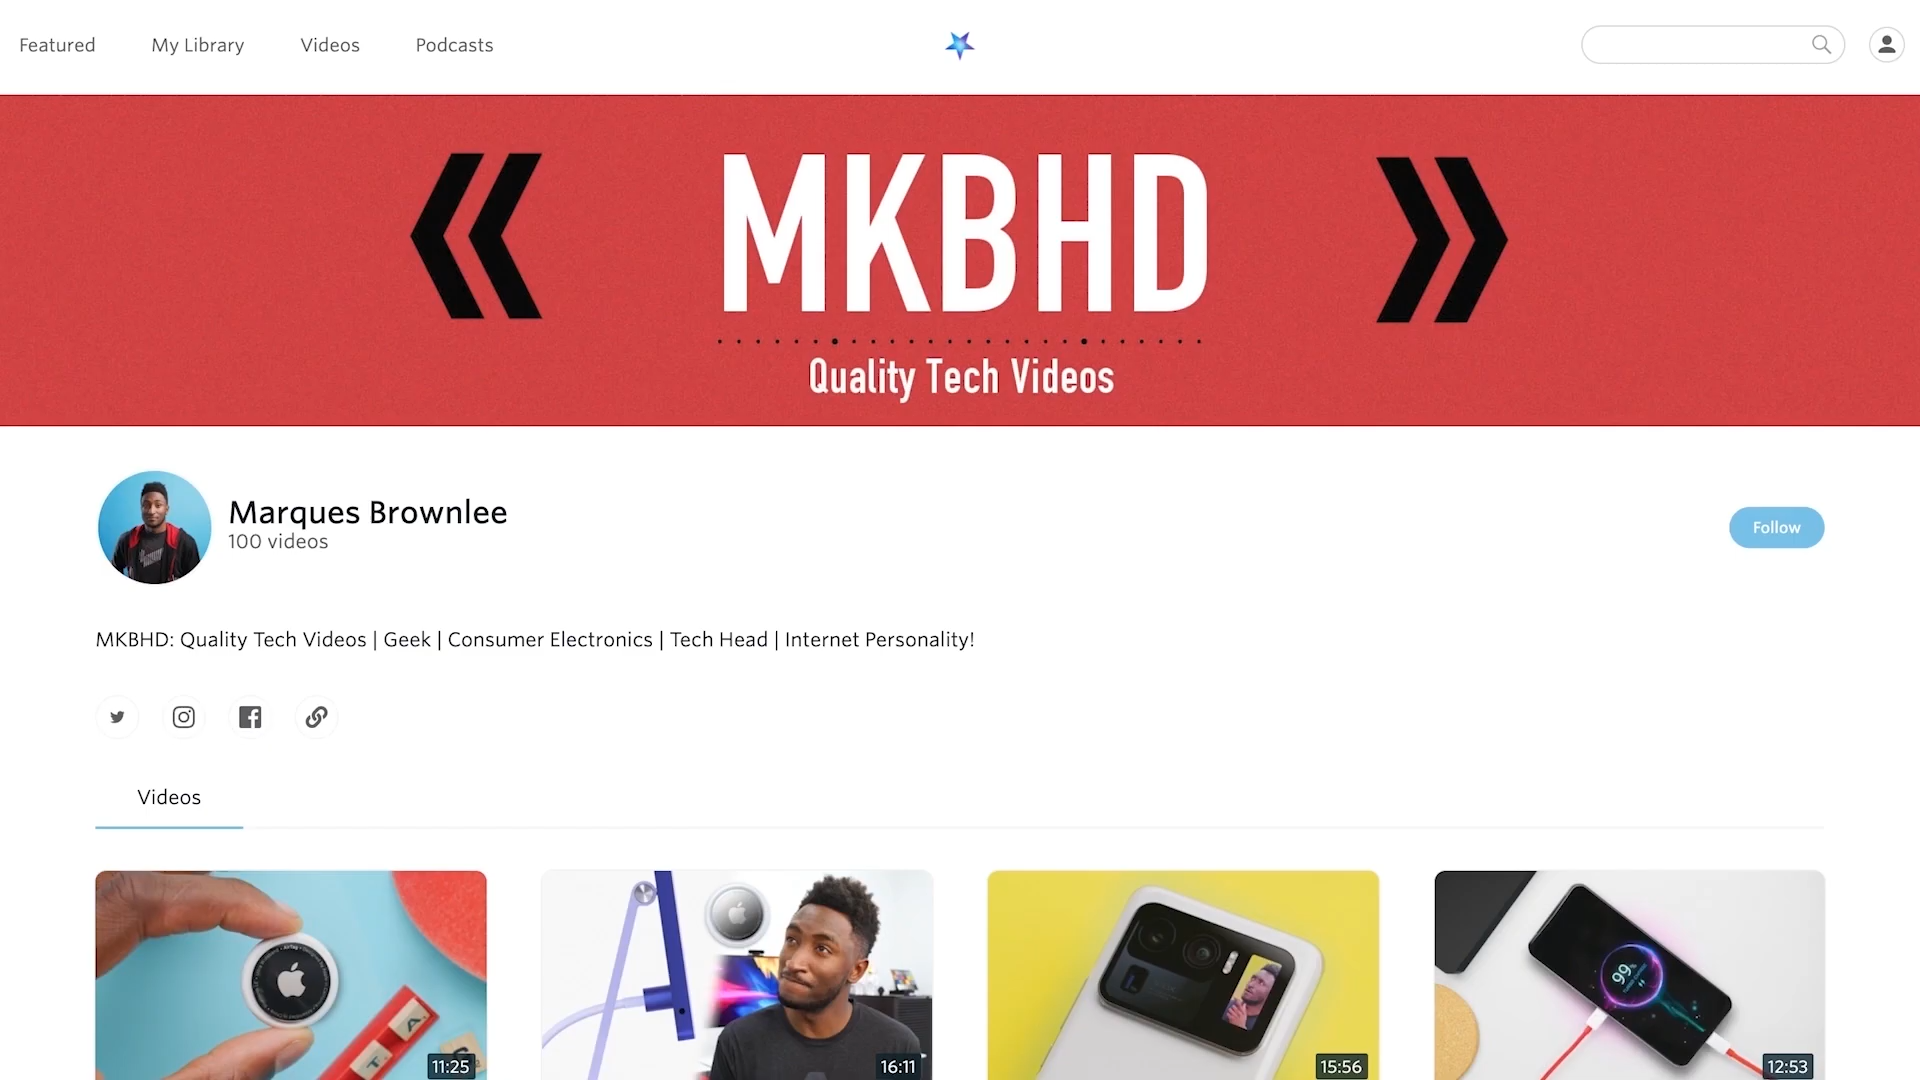 Featured
My Library
Videos
Podcasts
MKBHD
Quality Tech Videos
Marques Brownlee
100 videos
Follow
MKBHD: Quality Tech Videos | Geek | Consumer Electronics | Tech Head | Internet Personality!
Videos
11:25
16:11
15:56
99%
12:53